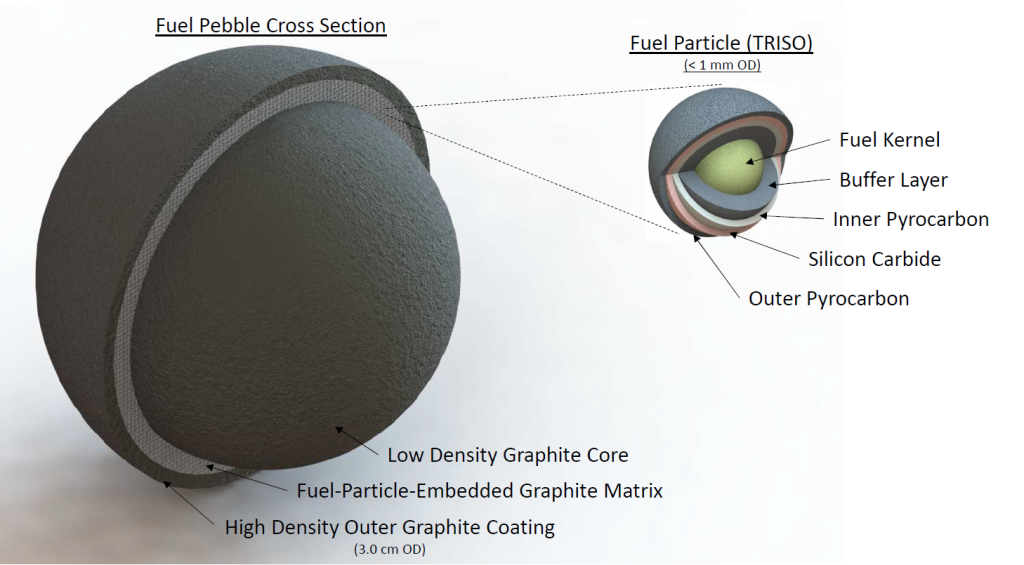 Fuel Pebble Cross Section
Fuel Particle (TRISO)
(< 1 mm OD)
Fuel Kernel
Buffer Layer
Inner Pyrocarbon
Silicon Carbide
Outer Pyrocarbon
Low Density Graphite Core
Fuel-Particle-Embedded Graphite Matrix
High Density Outer Graphite Coating
(3.0 cm OD)